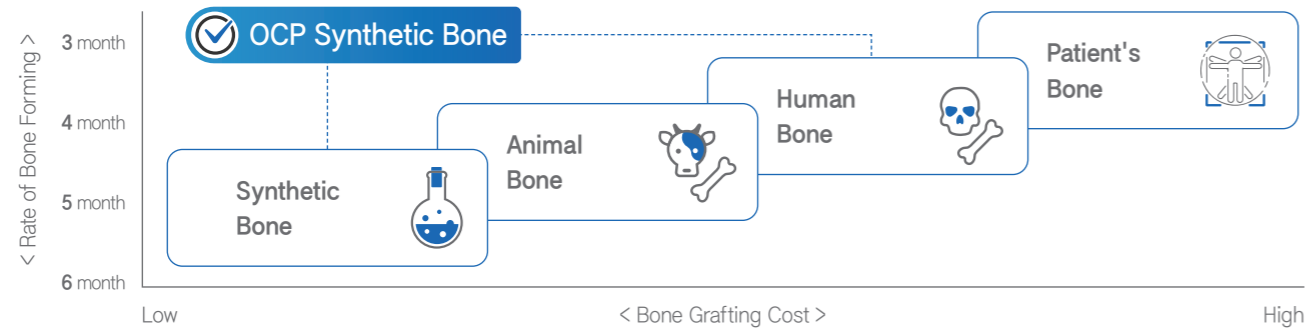 OCP Synthetic Bone
< Rate of Bone Forming >
3 month
4 month
5 month
6 month
Synthetic
Bone
Animal
Bone
Human
Bone
Patient's
Bone
Low
< Bone Grafting Cost >
High